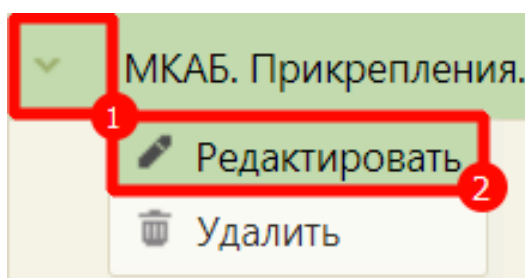 МКАБ. Прикрепления.
1
Редактировать
2
Удалить